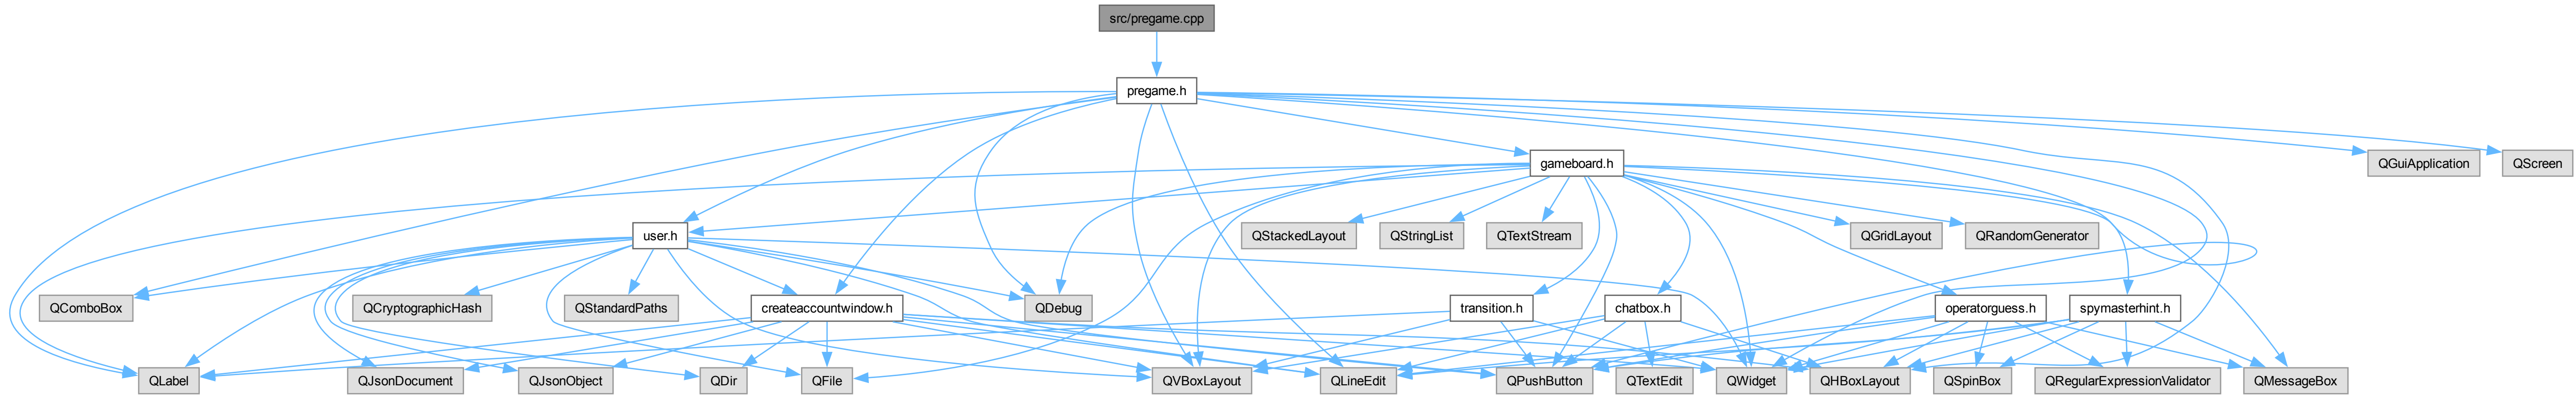 src/pregame.cpp
pregame.h
gameboard.h
QGuiApplication
QScreen
user.h
QStackedLayout
QStringList
QTextStream
QGridLayout
QRandomGenerator
QComboBox
QCryptographicHash
QStandardPaths
createaccountwindow.h
QDebug
transition.h
chatbox.h
operatorguess.h
spymasterhint.h
QLabel
QJsonDocument
QJsonObject
QDir
QFile
QVBoxLayout
QLineEdit
QPushButton
QTextEdit
QWidget
QHBoxLayout
QSpinBox
QRegularExpressionValidator
QMessageBox